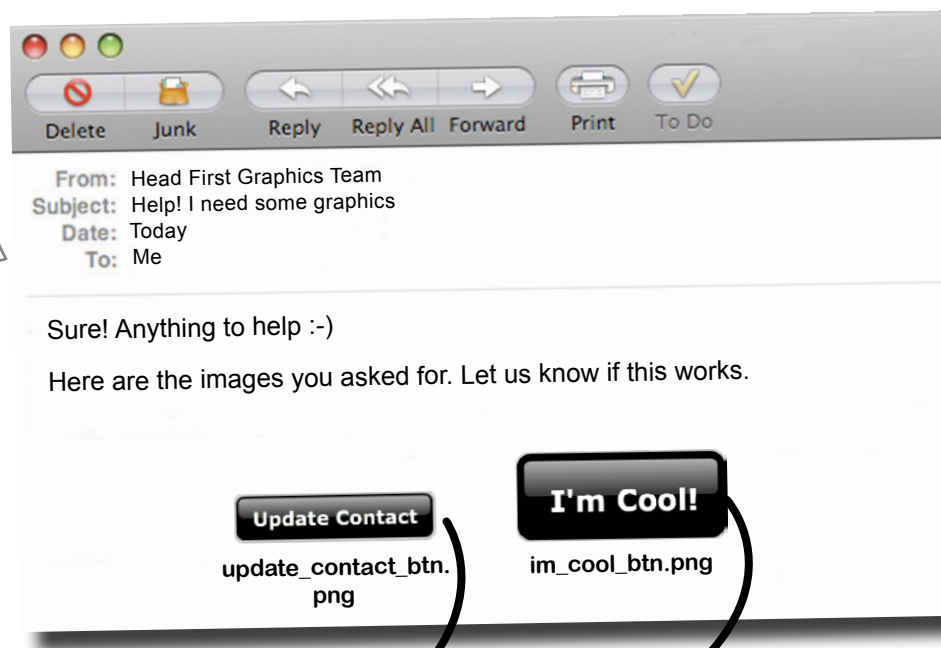 Delete Junk Reply Reply All Forward Print To Do
From: Head First Graphics Team
Subject: Help! I need some graphics
Date: Today
To: Me
Sure! Anything to help :-)
Here are the images you asked for. Let us know if this works.
Update Contact
I'm Cool!
update_contact_btn.
png
im_cool_btn.png